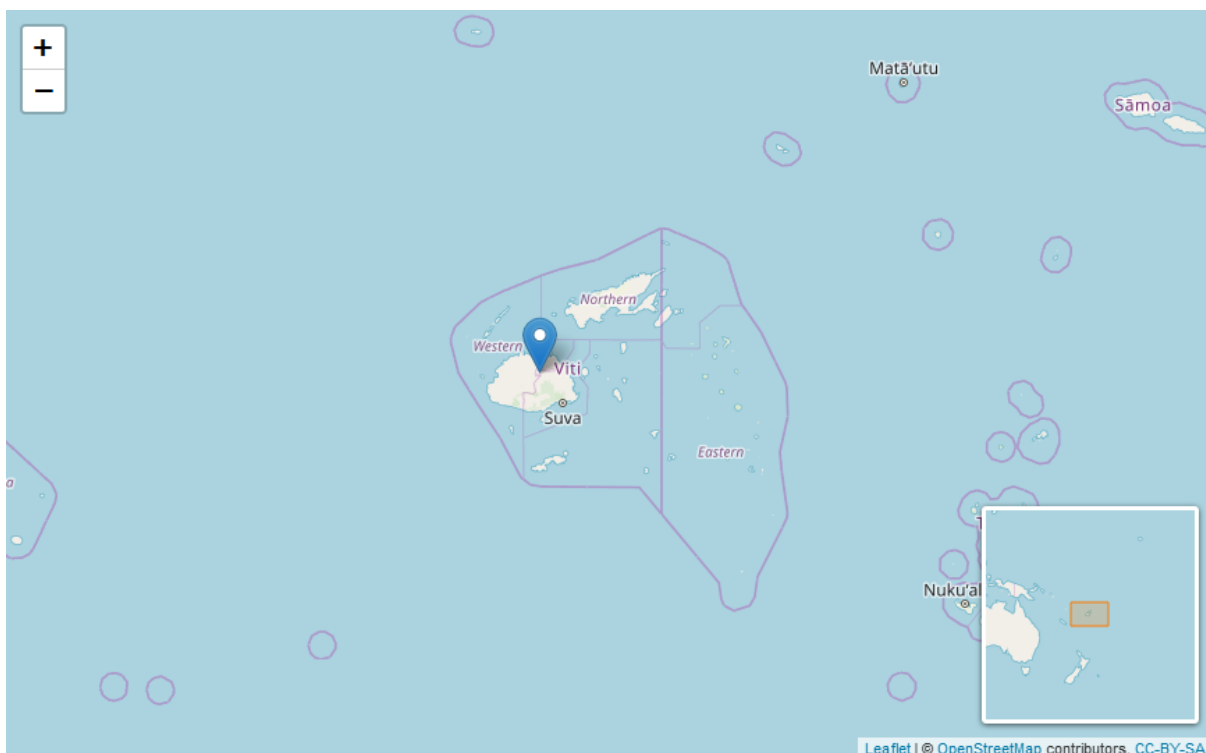 +
−
Matā'utu
Sāmoa
Northern
Western
Viti
Suva
Eastern
a
T
Nuku'al
Leaflet | © OpenStreetMap contributors, CC-BY-SA